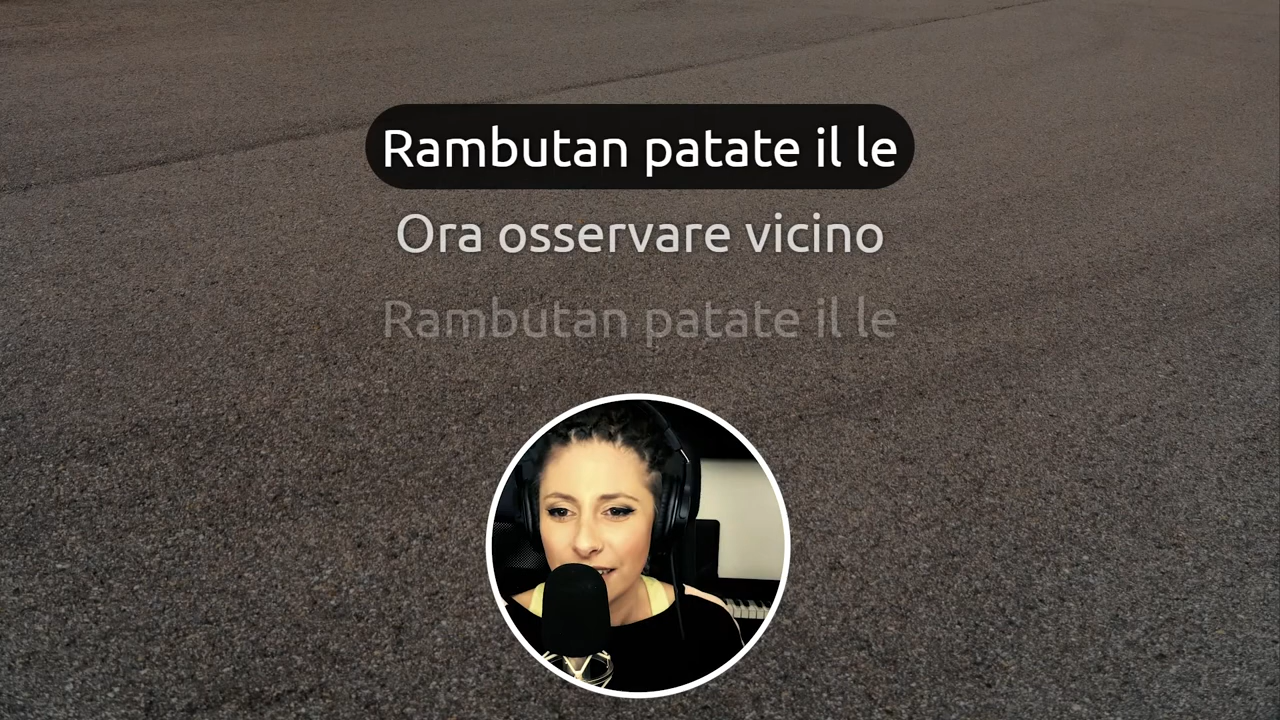 Rambutan patate il le
Ora osservare vicino
Rambutan patate il le